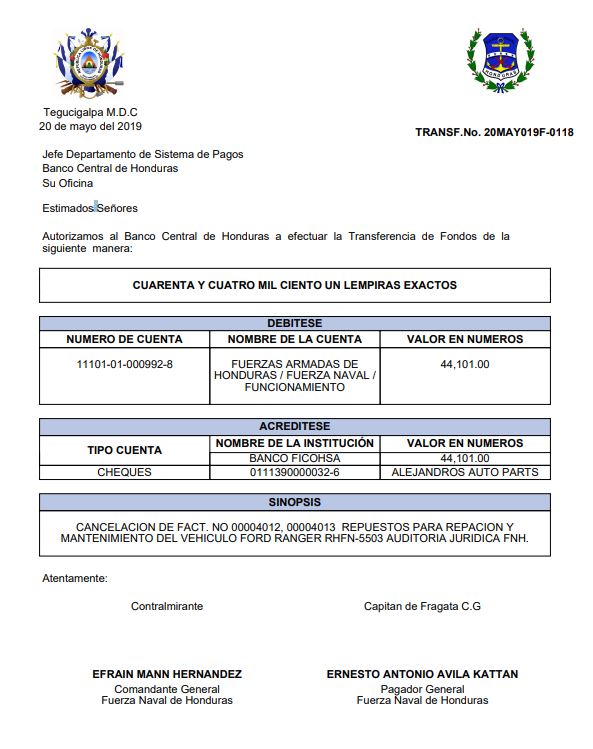 Tegucigalpa M.D.C
20 de mayo del 2019
TRANSF.No. 20MAY019F-0118
Jefe Departamento de Sistema de Pagos
Banco Central de Honduras
Su Oficina
Estimados Señores
Autorizamos al Banco Central de Honduras a efectuar la Transferencia de Fondos de la
siguiente manera:
CUARENTA Y CUATRO MIL CIENTO UN LEMPIRAS EXACTOS
DEBITESE
NUMERO DE CUENTA NOMBRE DE LA CUENTA VALOR EN NUMEROS
11101-01-000992-8 FUERZAS ARMADAS DE 44,101.00
HONDURAS / FUERZA NAVAL /
FUNCIONAMIENTO
ACREDITESE
TIPO CUENTA NOMBRE DE LA INSTITUCIÓN VALOR EN NUMEROS
BANCO FICOHSA 44,101.00
CHEQUES 0111390000032-6 ALEJANDROS AUTO PARTS
SINOPSIS
CANCELACION DE FACT. NO 00004012, 00004013 REPUESTOS PARA REPACION Y
MANTENIMIENTO DEL VEHICULO FORD RANGER RHFN-5503 AUDITORIA JURIDICA FNH.
Atentamente:
Contralmirante Capitan de Fragata C.G
EFRAIN MANN HERNANDEZ ERNESTO ANTONIO AVILA KATTAN
Comandante General Pagador General
Fuerza Naval de Honduras Fuerza Naval de Honduras